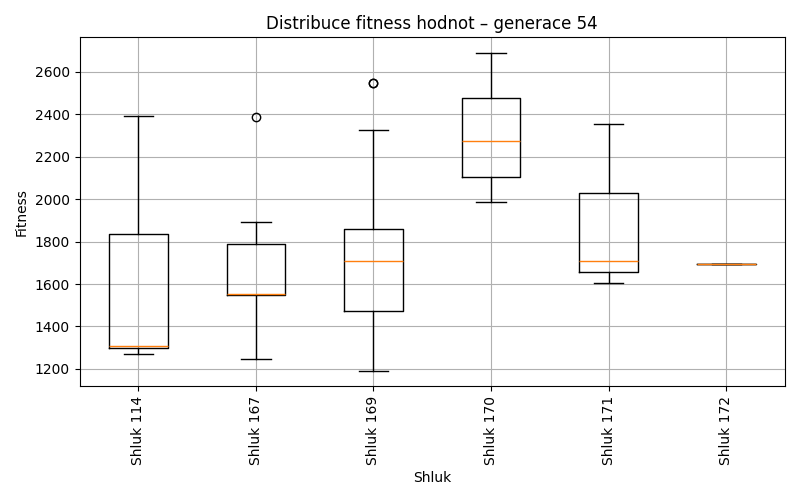 Distribuce fitness hodnot – generace 54
Fitness
2600
2400
2200
2000
1800
1600
1400
1200
Shluk 114
Shluk 167
Shluk 169
Shluk 170
Shluk 171
Shluk 172
Shluk